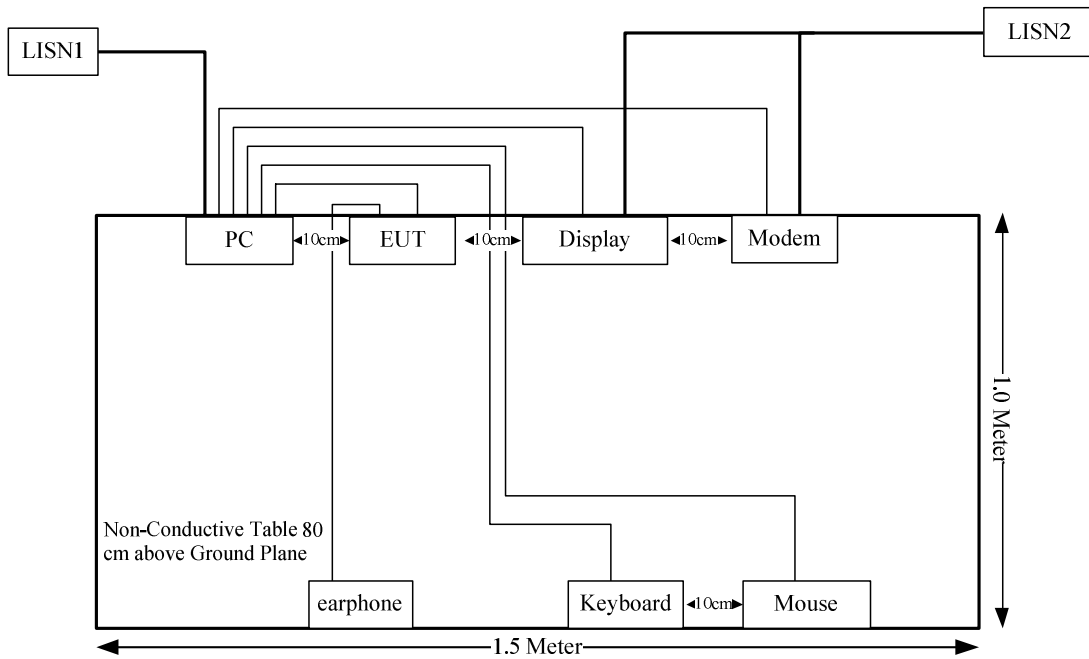 LISN1
LISN2
PC
10cm
EUT
10cm
Display
10cm
Modem
1.0 Meter
Non-Conductive Table 80
cm above Ground Plane
earphone
Keyboard
10cm
Mouse
1.5 Meter